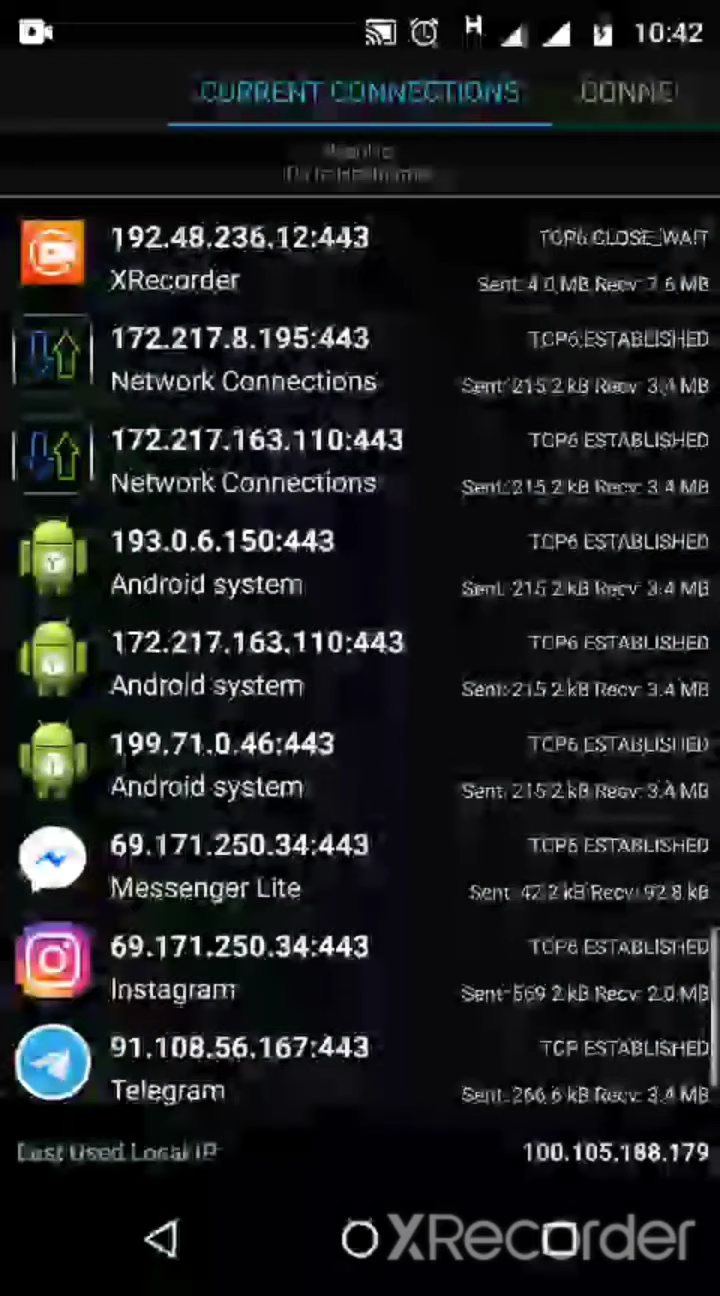 10:42
CURRENT CONNECTIONS CONNE
192.48.236.12:443 TCP6 CLOSE_WAIT
XRecorder Sent: 4.0 MB Recv: 7.6 MB
172.217.8.195:443 TCP6 ESTABLISHED
Network Connections Sent: 215.2 kB Recv: 3.4 MB
172.217.163.110:443 TCP6 ESTABLISHED
Network Connections Sent: 215.2 kB Recv: 3.4 MB
193.0.6.150:443 TCP6 ESTABLISHED
Android system Sent: 215.2 kB Recv: 3.4 MB
172.217.163.110:443 TCP6 ESTABLISHED
Android system Sent: 215.2 kB Recv: 3.4 MB
199.71.0.46:443 TCP6 ESTABLISHED
Android system Sent: 215.2 kB Recv: 3.4 MB
69.171.250.34:443 TCP6 ESTABLISHED
Messenger Lite Sent: 42.2 kB Recv: 92.8 kB
69.171.250.34:443 TCP6 ESTABLISHED
Instagram Sent: 569.2 kB Recv: 2.0 MB
91.108.56.167:443 TCP ESTABLISHED
Telegram Sent: 266.6 kB Recv: 3.4 MB
Last Used Local IP 100.105.188.179
XRecorder